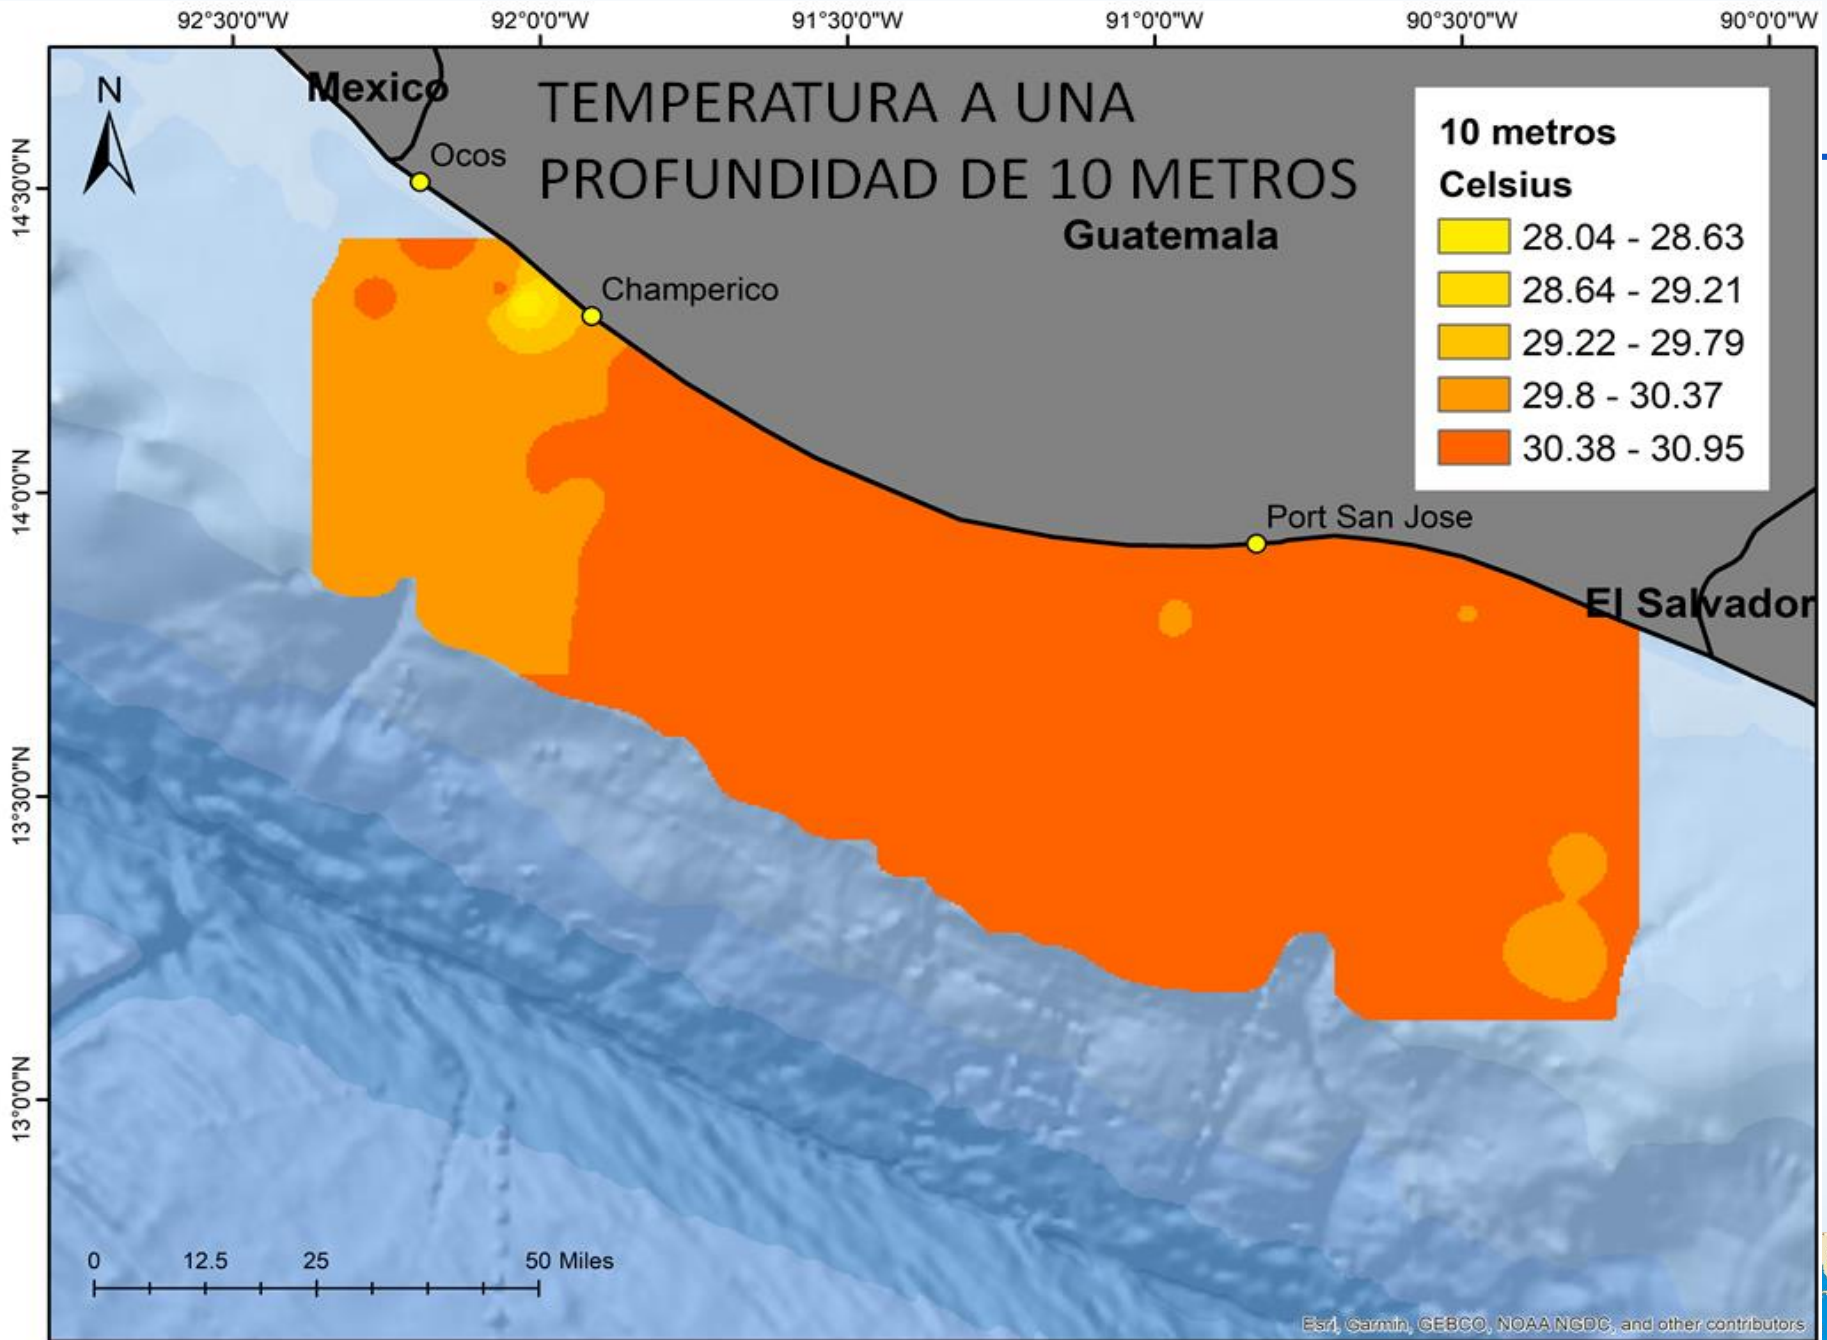 92°30'0"W 92°0'0"W 91°30'0"W 91°0'0"W 90°30'0"W 90°0'0"W
N
Mexico
TEMPERATURA A UNA
PROFUNDIDAD DE 10 METROS
Ocos
Guatemala
Champerico
Port San Jose
El Salvador
10 metros
Celsius
28.04 - 28.63
28.64 - 29.21
29.22 - 29.79
29.8 - 30.37
30.38 - 30.95
14°30'0"N
14°0'0"N
13°30'0"N
13°0'0"N
0 12.5 25 50 Miles
Esri, Garmin, GEBCO, NOAA NGDC, and other contributors